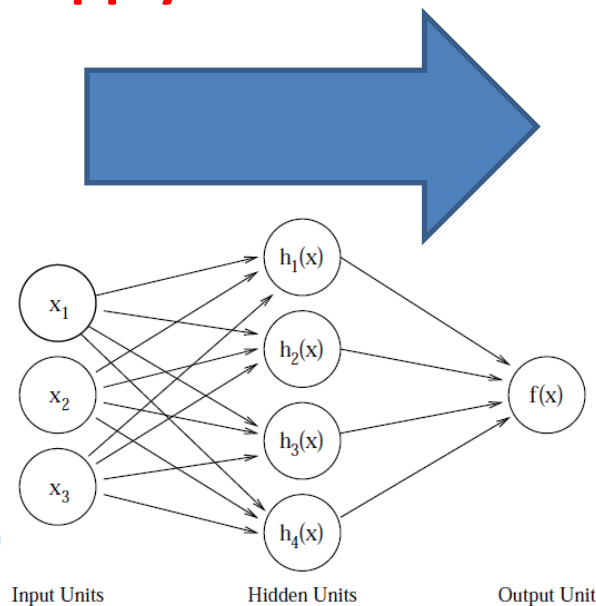 h₁(x)
x₁
h₂(x)
x₂
f(x)
h₃(x)
x₃
h₄(x)
Input Units Hidden Units Output Unit